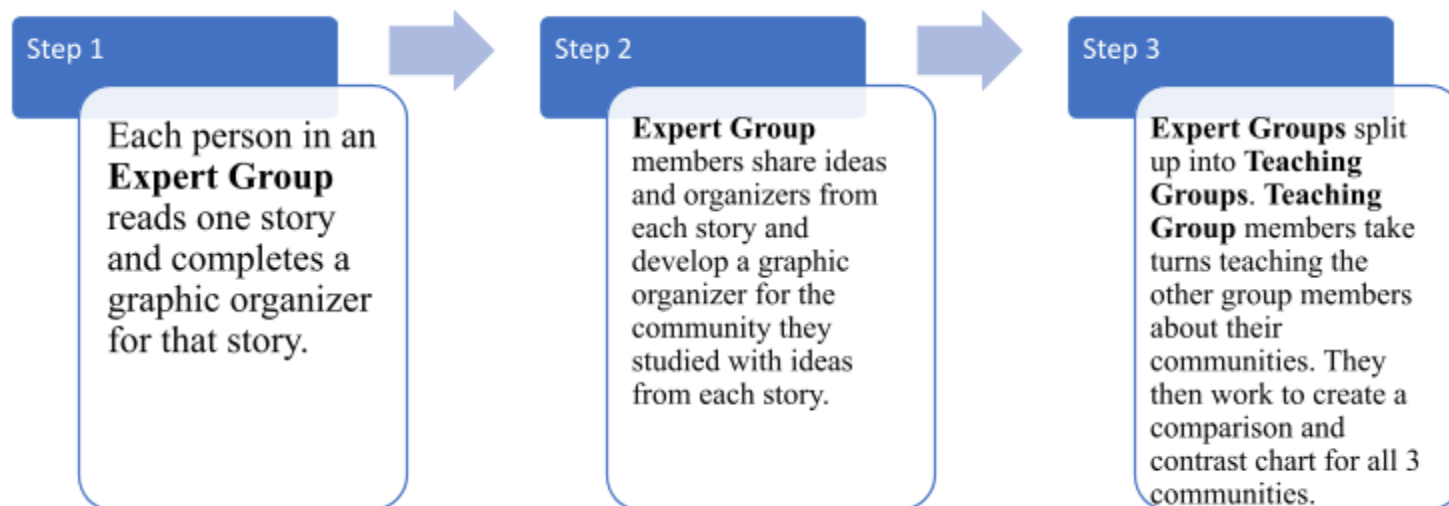 Step 1
Each person in an
Expert Group
reads one story
and completes a
graphic organizer
for that story.
Step 2
Expert Group
members share ideas
and organizers from
each story and
develop a graphic
organizer for the
community they
studied with ideas
from each story.
Step 3
Expert Groups split
up into Teaching
Groups. Teaching
Group members take
turns teaching the
other group members
about their
communities. They
then work to create a
comparison and
contrast chart for all 3
communities.